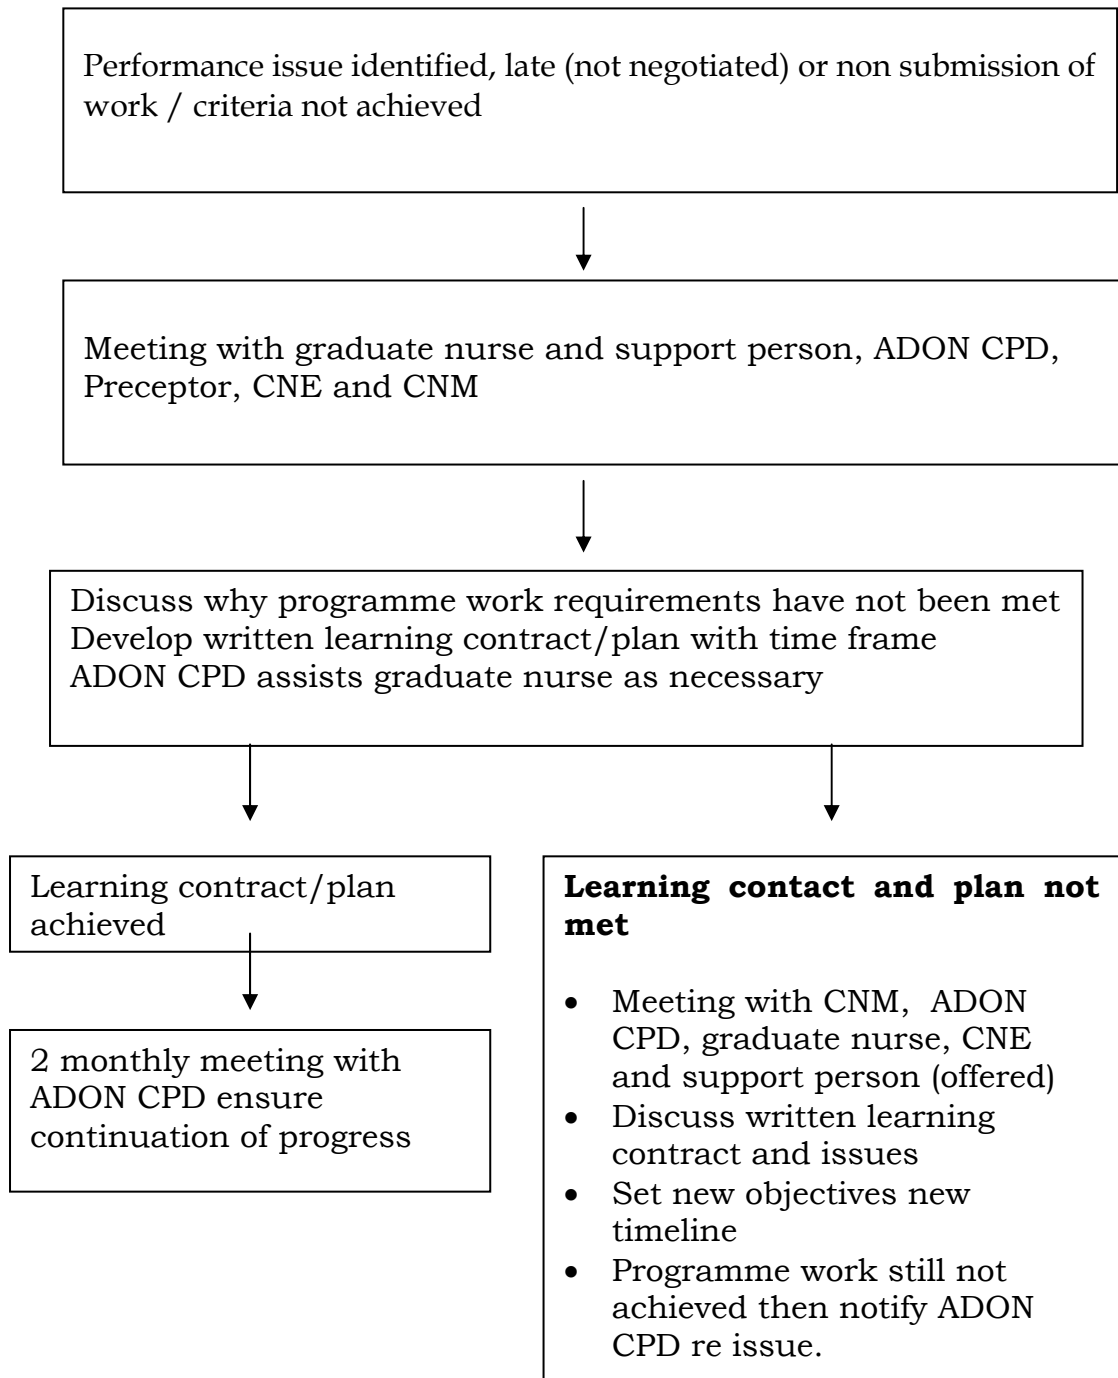 Performance issue identified, late (not negotiated) or non submission of
work / criteria not achieved
Meeting with graduate nurse and support person, ADON CPD,
Preceptor, CNE and CNM
Discuss why programme work requirements have not been met
Develop written learning contract/plan with time frame
ADON CPD assists graduate nurse as necessary
Learning contract/plan
achieved
2 monthly meeting with
ADON CPD ensure
continuation of progress
Learning contact and plan not
met
• Meeting with CNM, ADON
CPD, graduate nurse, CNE
and support person (offered)
• Discuss written learning
contract and issues
• Set new objectives new
timeline
• Programme work still not
achieved then notify ADON
CPD re issue.